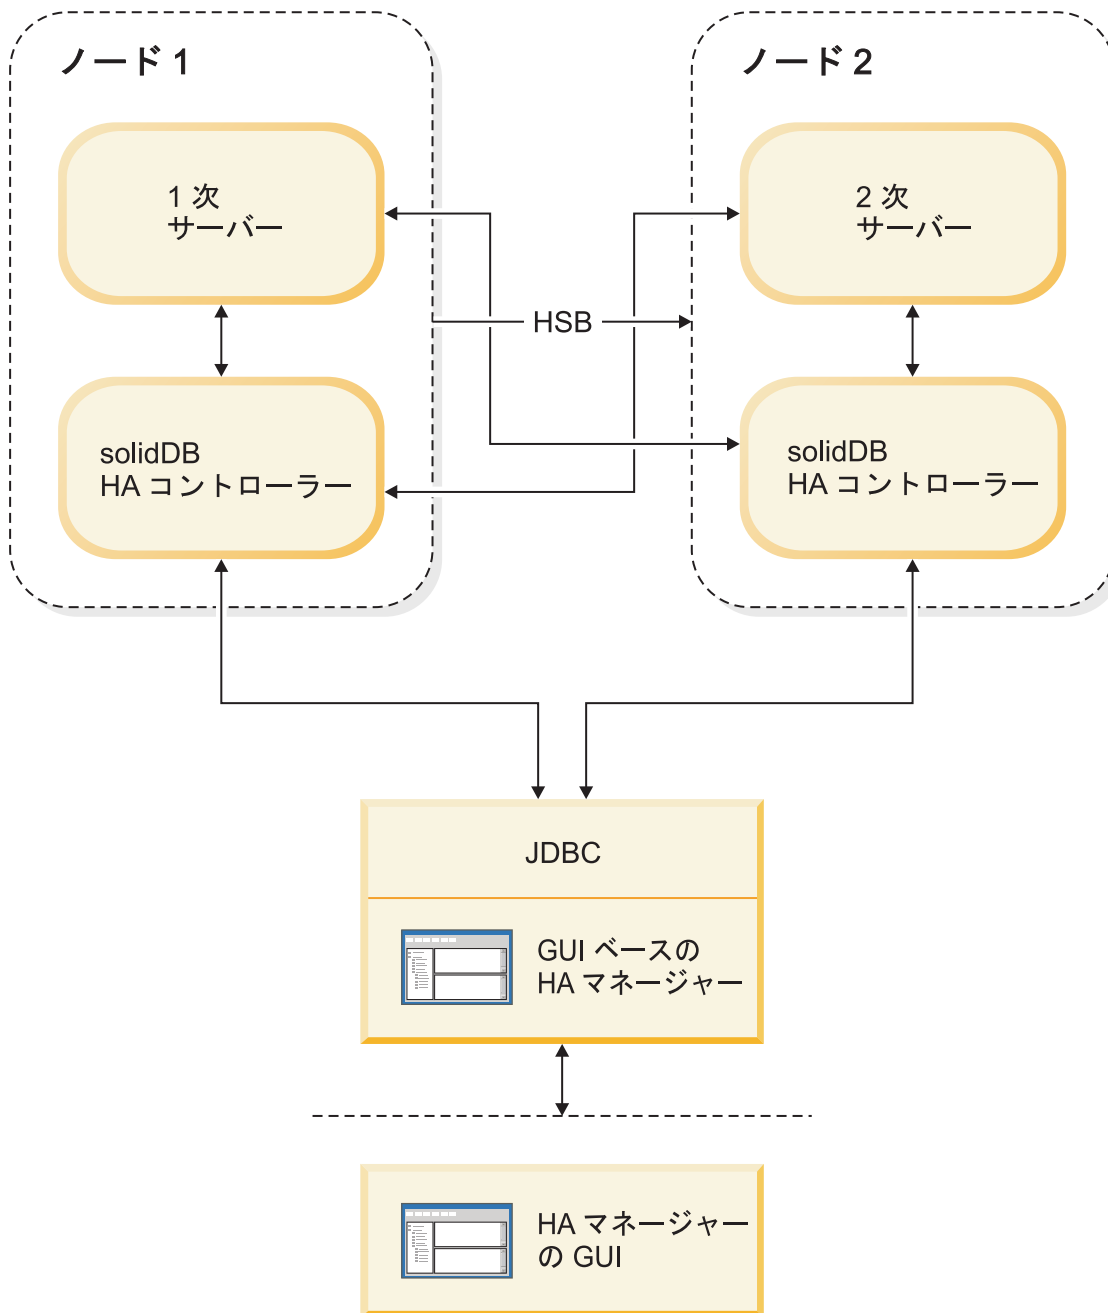 ノード 1
ノード 2
1 次
サーバー
2 次
サーバー
HSB
solidDB
HA コントローラー
solidDB
HA コントローラー
JDBC
GUI ベースの
HA マネージャー
HA マネージャー
の GUI